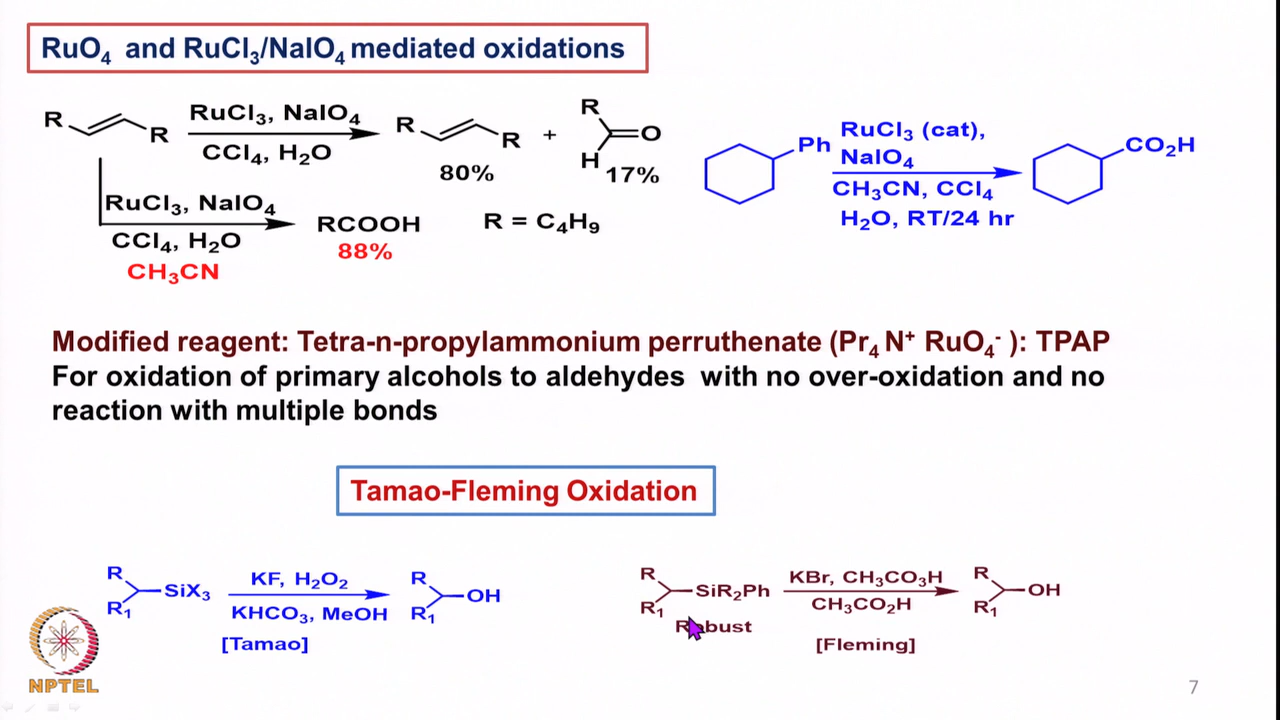 RuO₄ and RuCl₃/NaIO₄ mediated oxidations
R R
RuCl₃, NaIO₄
CCl₄, H₂O
R R + R H O
80% 17%
RuCl₃, NaIO₄
CCl₄, H₂O
CH₃CN
RCOOH
88%
R = C₄H₉
Ph
RuCl₃ (cat),
NaIO₄
CH₃CN, CCl₄
H₂O, RT/24 hr
CO₂H
Modified reagent: Tetra-n-propylammonium perruthenate (Pr₄ N⁺ RuO₄⁻ ): TPAP
For oxidation of primary alcohols to aldehydes with no over-oxidation and no
reaction with multiple bonds
Tamao-Fleming Oxidation
R R₁ SiX₃
KF, H₂O₂
KHCO₃, MeOH
R R₁ OH
[Tamao]
R R₁ SiR₂Ph
Robust
KBr, CH₃CO₃H
CH₃CO₂H
R R₁ OH
[Fleming]
NPTEL
7